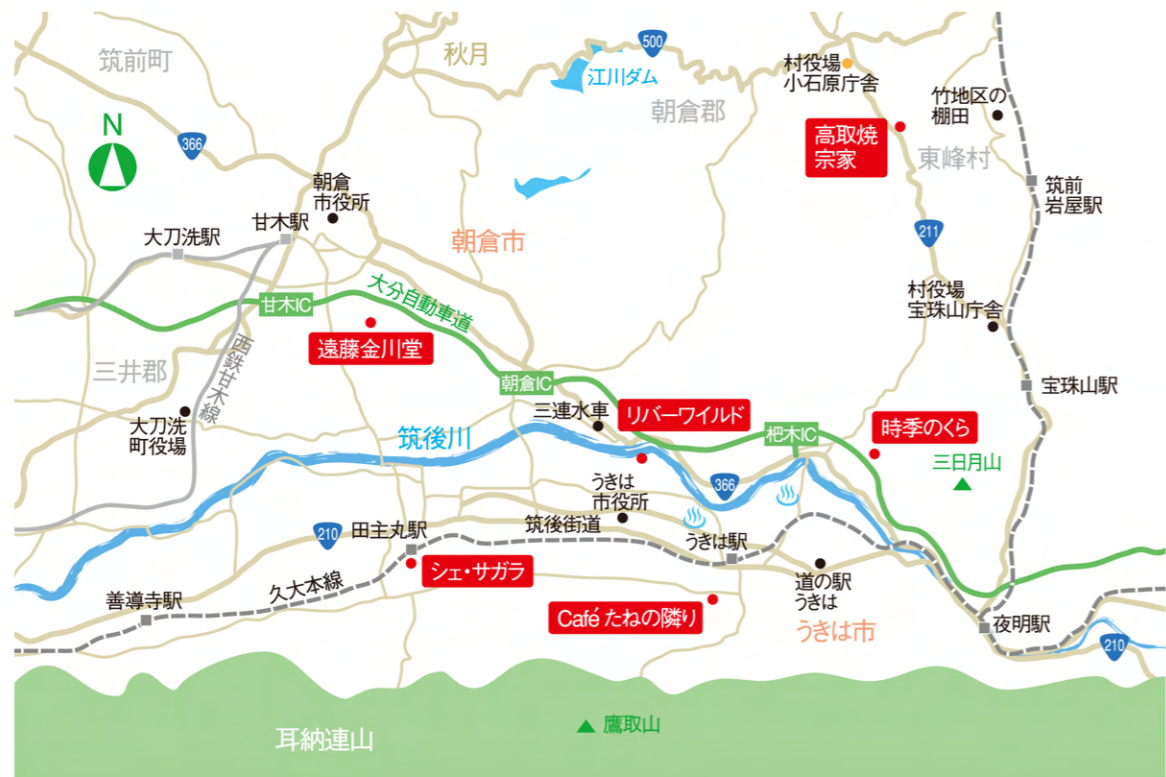 筑前町
秋月
500
江川ダム
朝倉郡
村役場
小石原庁舎
竹地区の
棚田
高取焼
宗家
東峰村
N
366
朝倉
市役所
筑前
岩屋駅
甘木駅
大刀洗駅
朝倉市
211
大分自動車道
甘木IC
村役場
宝珠山庁舎
遠藤金川堂
西鉄甘木線
三井郡
朝倉IC
宝珠山駅
大刀洗
町役場
三連水車
リバーワイルド
杷木IC
時季のくら
筑後川
三日月山
うきは
市役所
366
210
田主丸駅
筑後街道
うきは駅
シェ・サガラ
道の駅
うきは
久大本線
善導寺駅
Café たねの隣り
うきは市
夜明駅
210
鷹取山
耳納連山